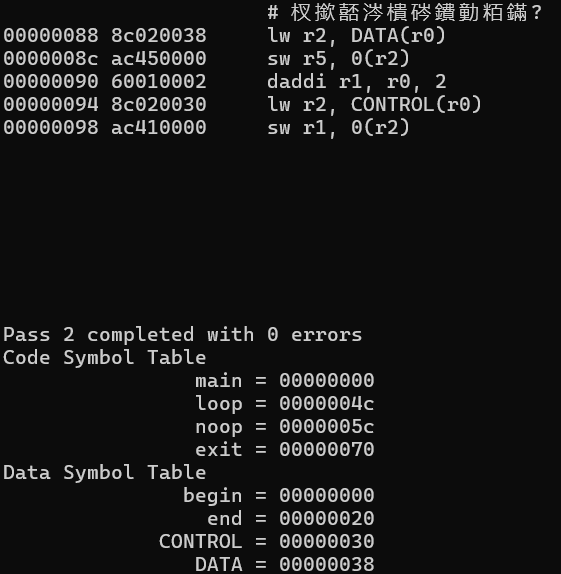 # 杈撳嚭涔樻硶鐨勭粨鏋?
00000088 8c020038     lw r2, DATA(r0)
0000008c ac450000     sw r5, 0(r2)
00000090 60010002     daddi r1, r0, 2
00000094 8c020030     lw r2, CONTROL(r0)
00000098 ac410000     sw r1, 0(r2)
Pass 2 completed with 0 errors
Code Symbol Table
main = 00000000
loop = 0000004c
noop = 0000005c
exit = 00000070
Data Symbol Table
begin = 00000000
end = 00000020
CONTROL = 00000030
DATA = 00000038